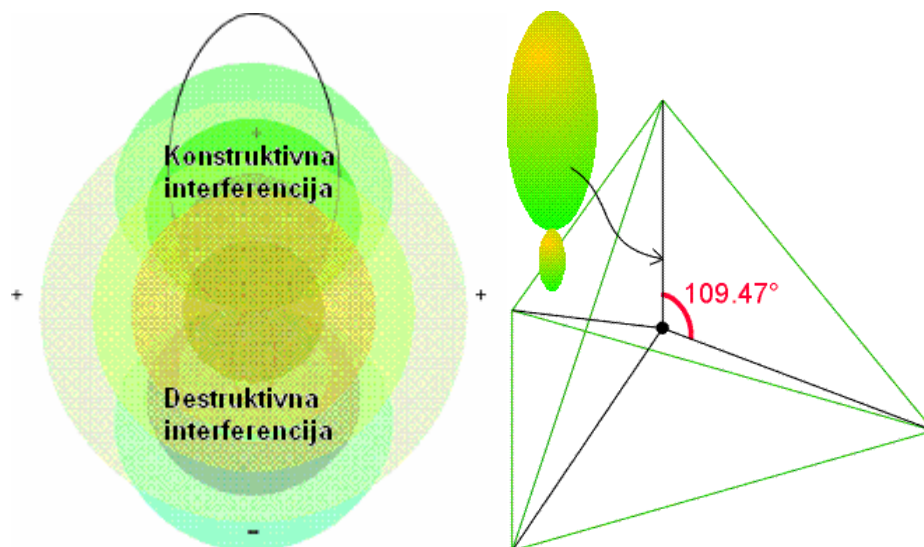 +
Konstruktivna
interferencija
+ +
109.47°
Destruktivna
interferencija
-